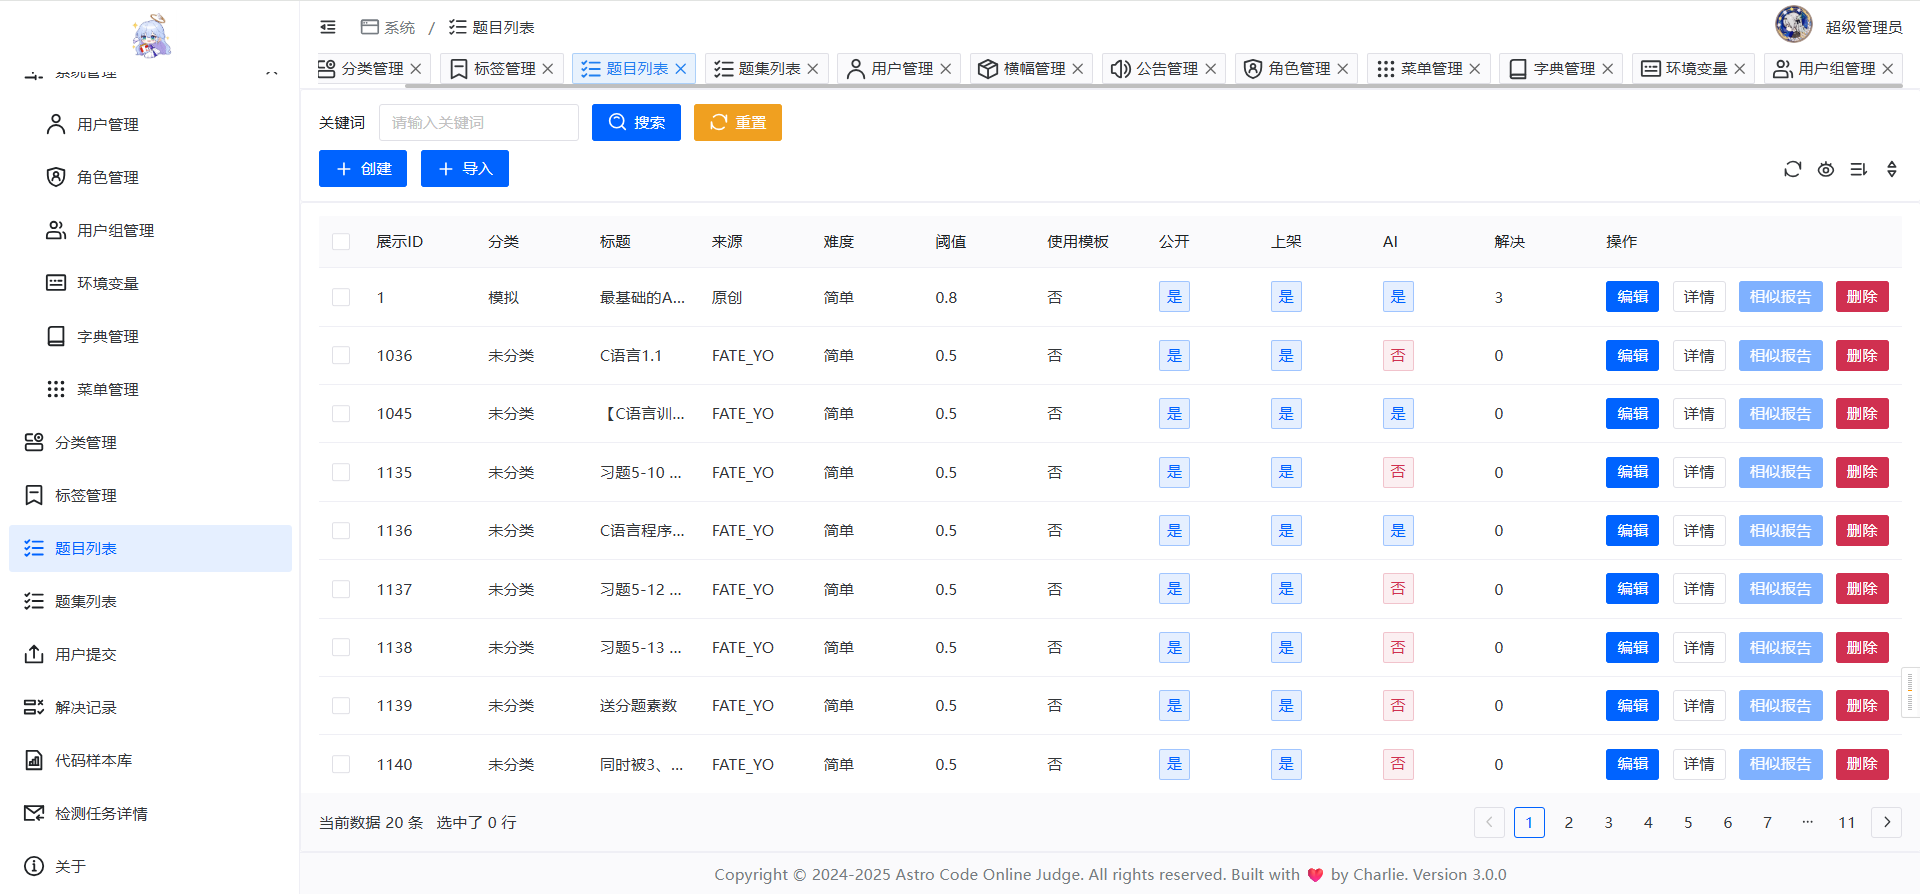 系统管理
用户管理
角色管理
用户组管理
环境变量
字典管理
菜单管理
分类管理
标签管理
题目列表
题集列表
用户提交
解决记录
代码样本库
检测任务详情
关于
系统 / 题目列表
超级管理员
分类管理 标签管理 题目列表 题集列表 用户管理 横幅管理 公告管理 角色管理 菜单管理 字典管理 环境变量 用户组管理
关键词 请输入关键词 搜索 重置
创建 导入
展示ID 分类 标题 来源 难度 阈值 使用模板 公开 上架 AI 解决 操作
1 模拟 最基础的A... 原创 简单 0.8 否 是 是 是 3 编辑 详情 相似报告 删除
1036 未分类 C语言1.1 FATE_YO 简单 0.5 否 是 是 否 0 编辑 详情 相似报告 删除
1045 未分类 【C语言训... FATE_YO 简单 0.5 否 是 是 是 0 编辑 详情 相似报告 删除
1135 未分类 习题5-10 ... FATE_YO 简单 0.5 否 是 是 否 0 编辑 详情 相似报告 删除
1136 未分类 C语言程序... FATE_YO 简单 0.5 否 是 是 是 0 编辑 详情 相似报告 删除
1137 未分类 习题5-12 ... FATE_YO 简单 0.5 否 是 是 否 0 编辑 详情 相似报告 删除
1138 未分类 习题5-13 ... FATE_YO 简单 0.5 否 是 是 否 0 编辑 详情 相似报告 删除
1139 未分类 送分题素数 FATE_YO 简单 0.5 否 是 是 否 0 编辑 详情 相似报告 删除
1140 未分类 同时被3、... FATE_YO 简单 0.5 否 是 是 否 0 编辑 详情 相似报告 删除
当前数据 20 条 选中了 0 行
1 2 3 4 5 6 7 ··· 11
Copyright © 2024-2025 Astro Code Online Judge. All rights reserved. Built with ❤ by Charlie. Version 3.0.0